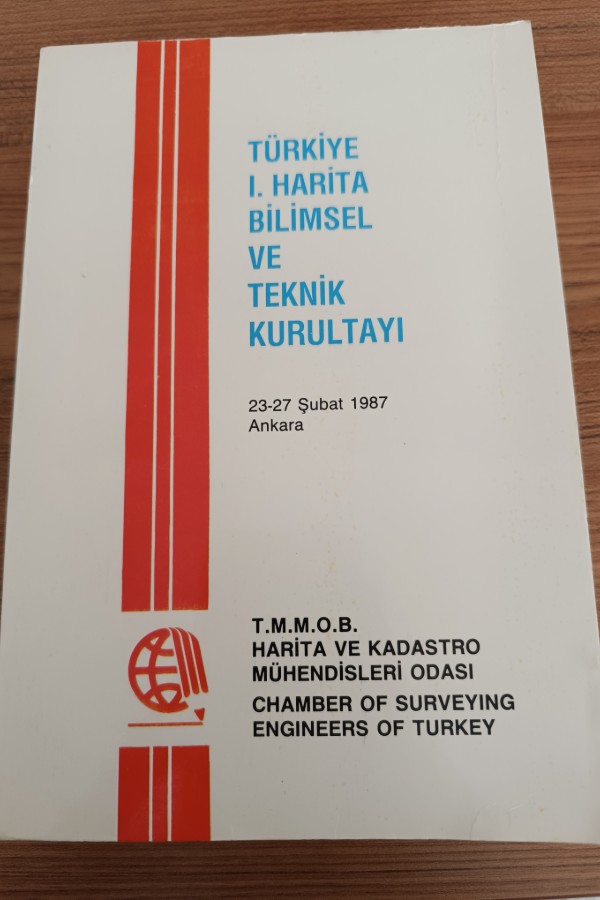 TÜRKİYE
I. HARİTA
BİLİMSEL
VE
TEKNİK
KURULTAYI
23-27 Şubat 1987
Ankara
T.M.M.O.B.
HARİTA VE KADASTRO
MÜHENDİSLERİ ODASI
CHAMBER OF SURVEYING
ENGINEERS OF TURKEY